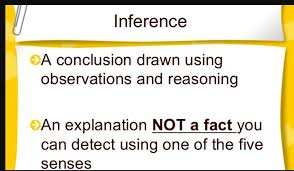 Inference
A conclusion drawn using
observations and reasoning
An explanation NOT a fact you
can detect using one of the five
senses